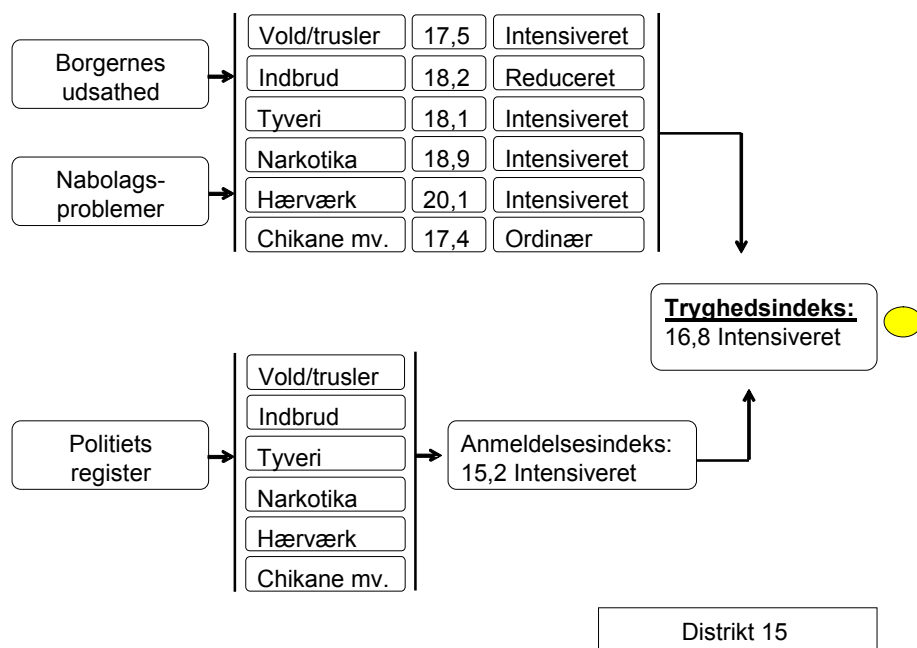 Borgernes
udsathed
Nabolags-
problemer
Vold/trusler 17,5 Intensiveret
Indbrud 18,2 Reduceret
Tyveri 18,1 Intensiveret
Narkotika 18,9 Intensiveret
Hærværk 20,1 Intensiveret
Chikane mv. 17,4 Ordinær
Tryghedsindeks:
16,8 Intensiveret
Politiets
register
Vold/trusler
Indbrud
Tyveri
Narkotika
Hærværk
Chikane mv.
Anmeldelsesindeks:
15,2 Intensiveret
Distrikt 15